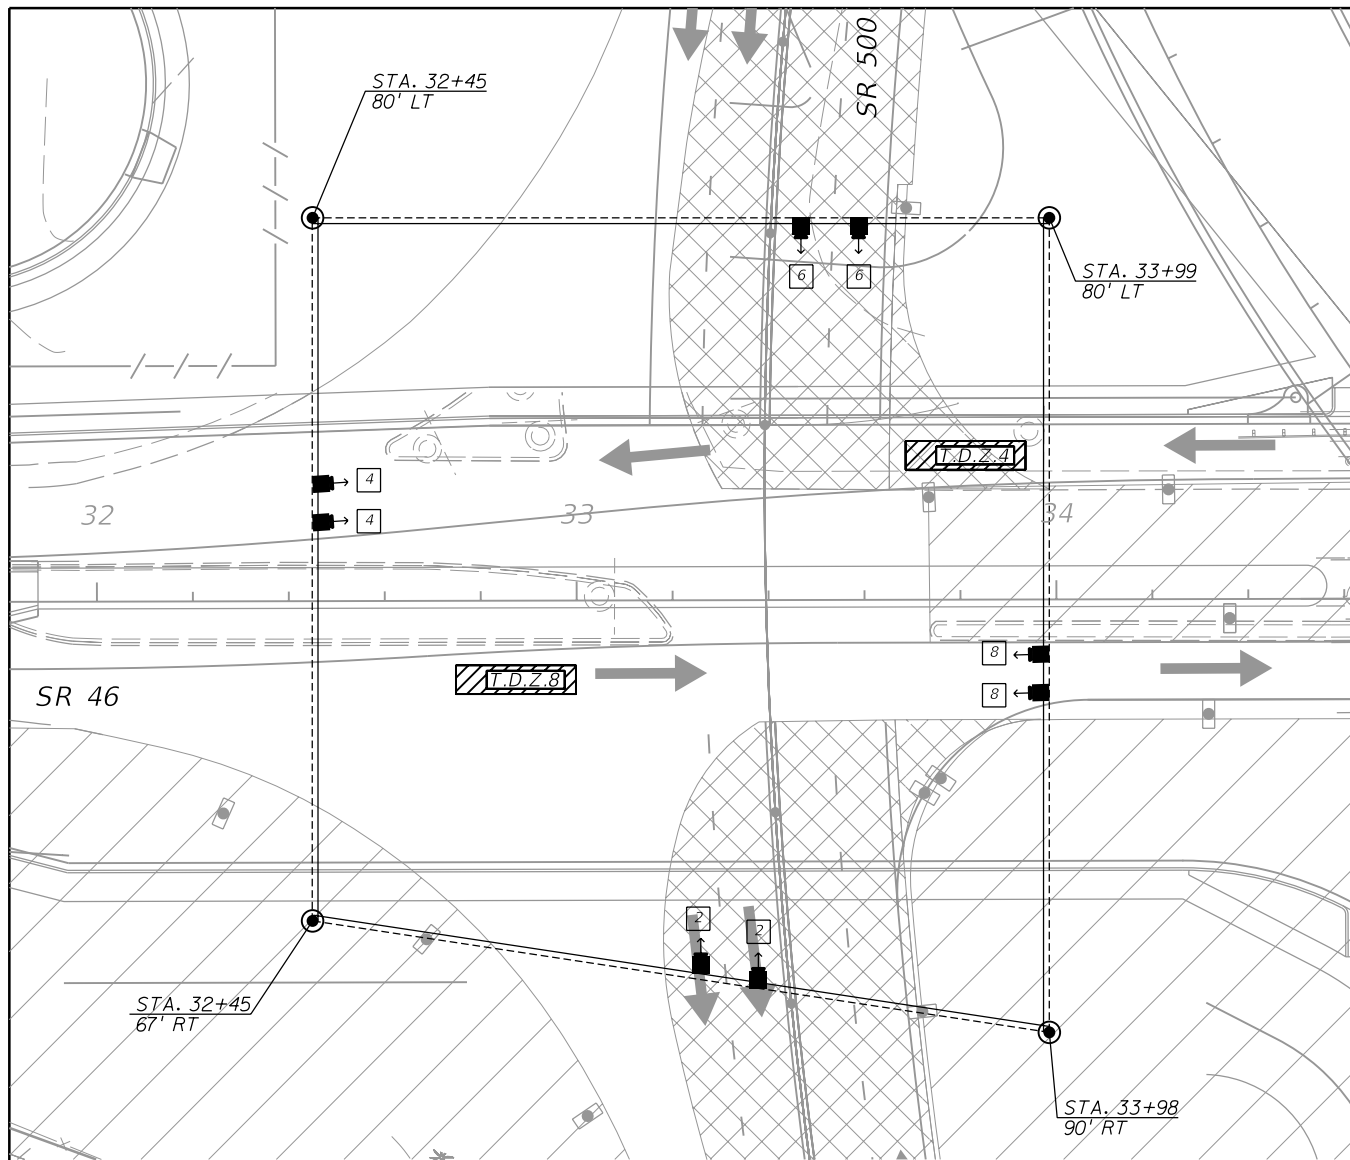 SR 500
STA. 32+45
80' LT
STA. 33+99
80' LT
6
6
T.D.Z.4
4
4
32
33
34
8
8
T.D.Z.8
SR 46
2
2
STA. 32+45
67' RT
STA. 33+98
90' RT